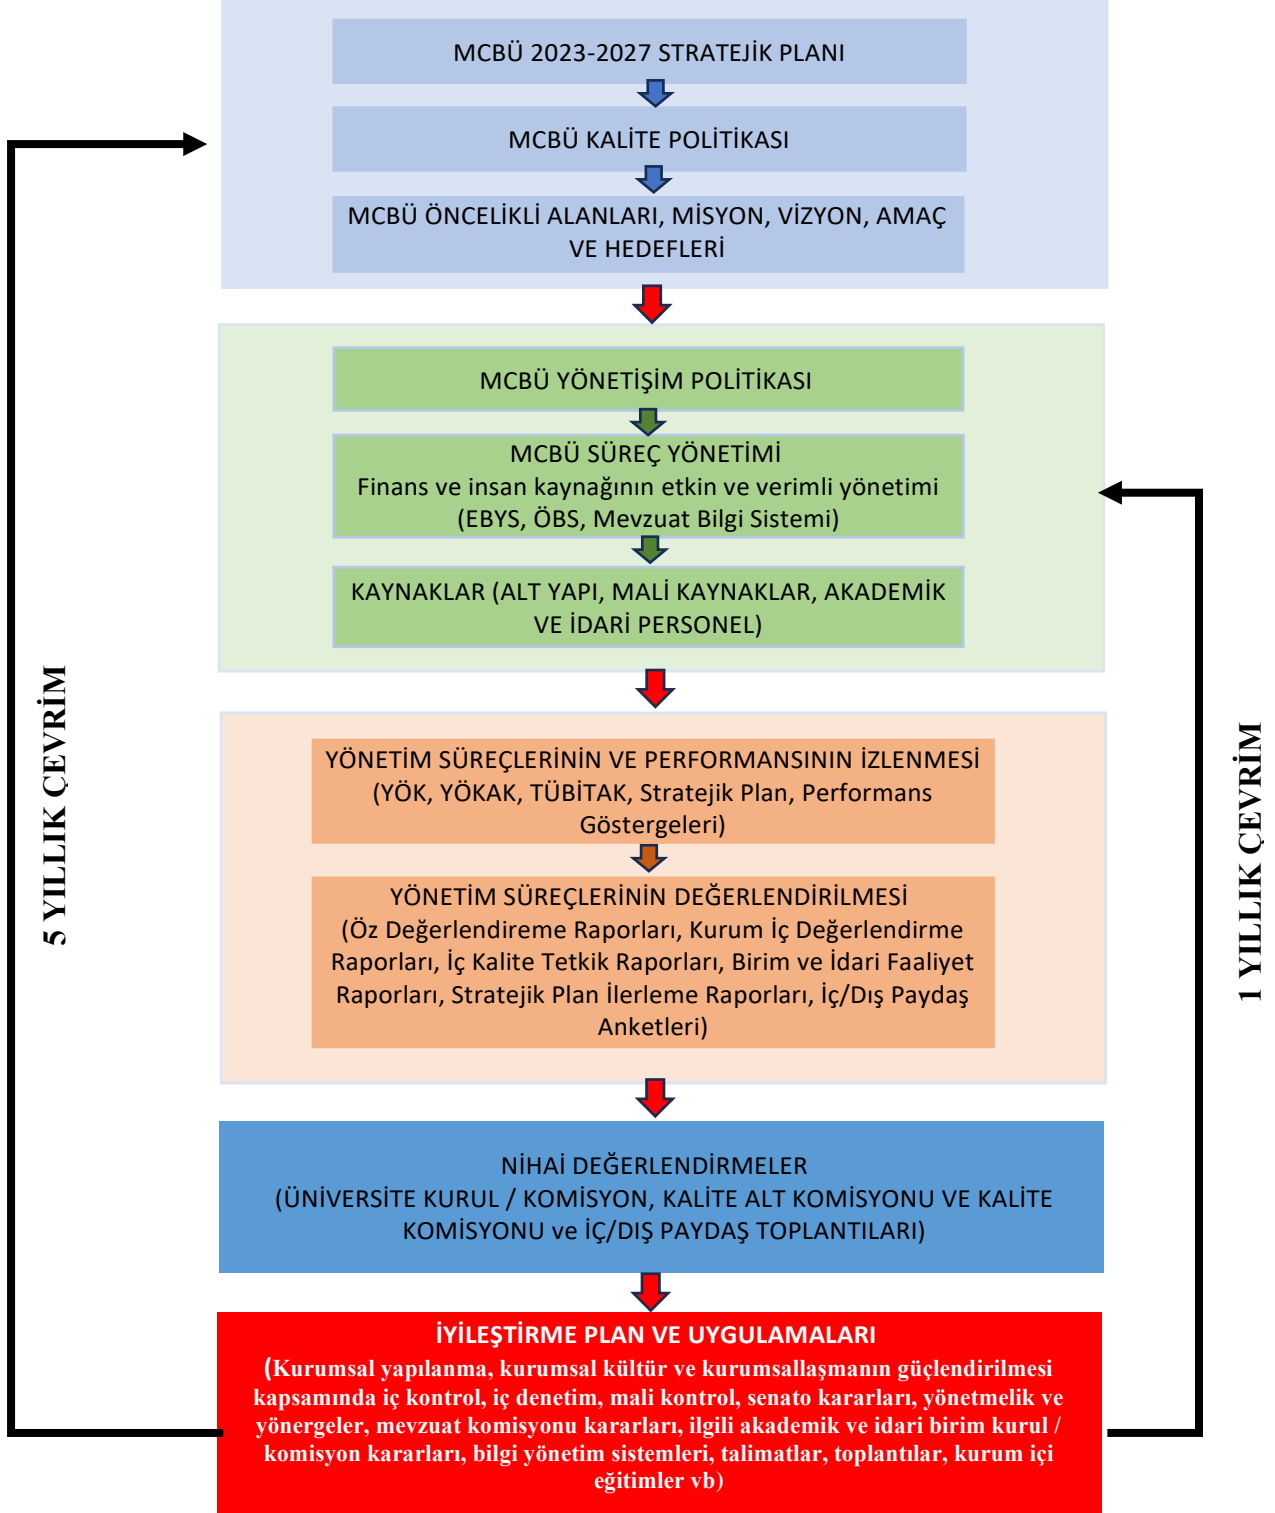 MCBÜ 2023-2027 STRATEJİK PLANI
MCBÜ KALİTE POLİTİKASI
MCBÜ ÖNCELİKLİ ALANLARI, MİSYON, VİZYON, AMAÇ
VE HEDEFLERİ
MCBÜ YÖNETİŞİM POLİTİKASI
MCBÜ SÜREÇ YÖNETİMİ
Finans ve insan kaynağının etkin ve verimli yönetimi
(EBYS, ÖBS, Mevzuat Bilgi Sistemi)
KAYNAKLAR (ALT YAPI, MALİ KAYNAKLAR, AKADEMİK
VE İDARİ PERSONEL)
5 YILLIK ÇEVRİM
1 YILLIK ÇEVRİM
YÖNETİM SÜREÇLERİNİN VE PERFORMANSININ İZLENMESİ
(YÖK, YÖKAK, TÜBİTAK, Stratejik Plan, Performans
Göstergeleri)
YÖNETİM SÜREÇLERİNİN DEĞERLENDİRİLMESİ
(Öz Değerlendireme Raporları, Kurum İç Değerlendirme
Raporları, İç Kalite Tetkik Raporları, Birim ve İdari Faaliyet
Raporları, Stratejik Plan İlerleme Raporları, İç/Dış Paydaş
Anketleri)
NİHAİ DEĞERLENDİRMELER
(ÜNİVERSİTE KURUL / KOMİSYON, KALİTE ALT KOMİSYONU VE KALİTE
KOMİSYONU ve İÇ/DIŞ PAYDAŞ TOPLANTILARI)
İYİLEŞTİRME PLAN VE UYGULAMALARI
(Kurumsal yapılanma, kurumsal kültür ve kurumsallaşmanın güçlendirilmesi
kapsamında iç kontrol, iç denetim, mali kontrol, senato kararları, yönetmelik ve
yönergeler, mevzuat komisyonu kararları, ilgili akademik ve idari birim kurul /
komisyon kararları, bilgi yönetim sistemleri, talimatlar, toplantılar, kurum içi
eğitimler vb)